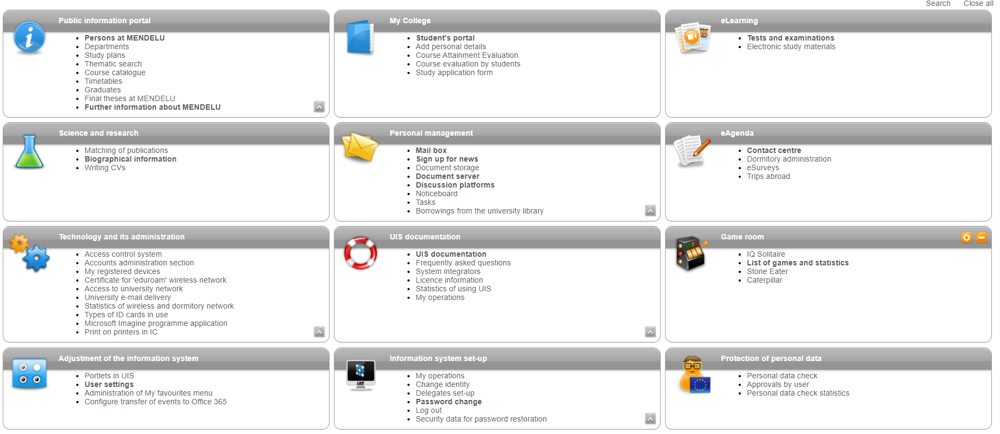 Search Close all
Public information portal
Persons at MENDELU
Departments
Study plans
Thematic search
Course catalogue
Timetables
Graduates
Final theses at MENDELU
Further information about MENDELU
My College
Student's portal
Add personal details
Course Attainment Evaluation
Course evaluation by students
Study application form
eLearning
Tests and examinations
Electronic study materials
Science and research
Matching of publications
Biographical information
Writing CVs
Personal management
Mail box
Sign up for news
Document storage
Document server
Discussion platforms
Noticeboard
Tasks
Borrowings from the university library
eAgenda
Contact centre
Dormitory administration
eSurveys
Trips abroad
Technology and its administration
Access control system
Accounts administration section
My registered devices
Certificate for 'eduroam' wireless network
Access to university network
University e-mail delivery
Statistics of wireless and dormitory network
Types of ID cards in use
Microsoft Imagine programme application
Print on printers in IC
UIS documentation
UIS documentation
Frequently asked questions
System integrators
Licence information
Statistics of using UIS
My operations
Game room
IQ Solitaire
List of games and statistics
Stone Eater
Caterpillar
Adjustment of the information system
Portlets in UIS
User settings
Administration of My favourites menu
Configure transfer of events to Office 365
UIS
Information system set-up
My operations
Change identity
Delegates set-up
Password change
Log out
Security data for password restoration
Protection of personal data
Personal data check
Approvals by user
Personal data check statistics